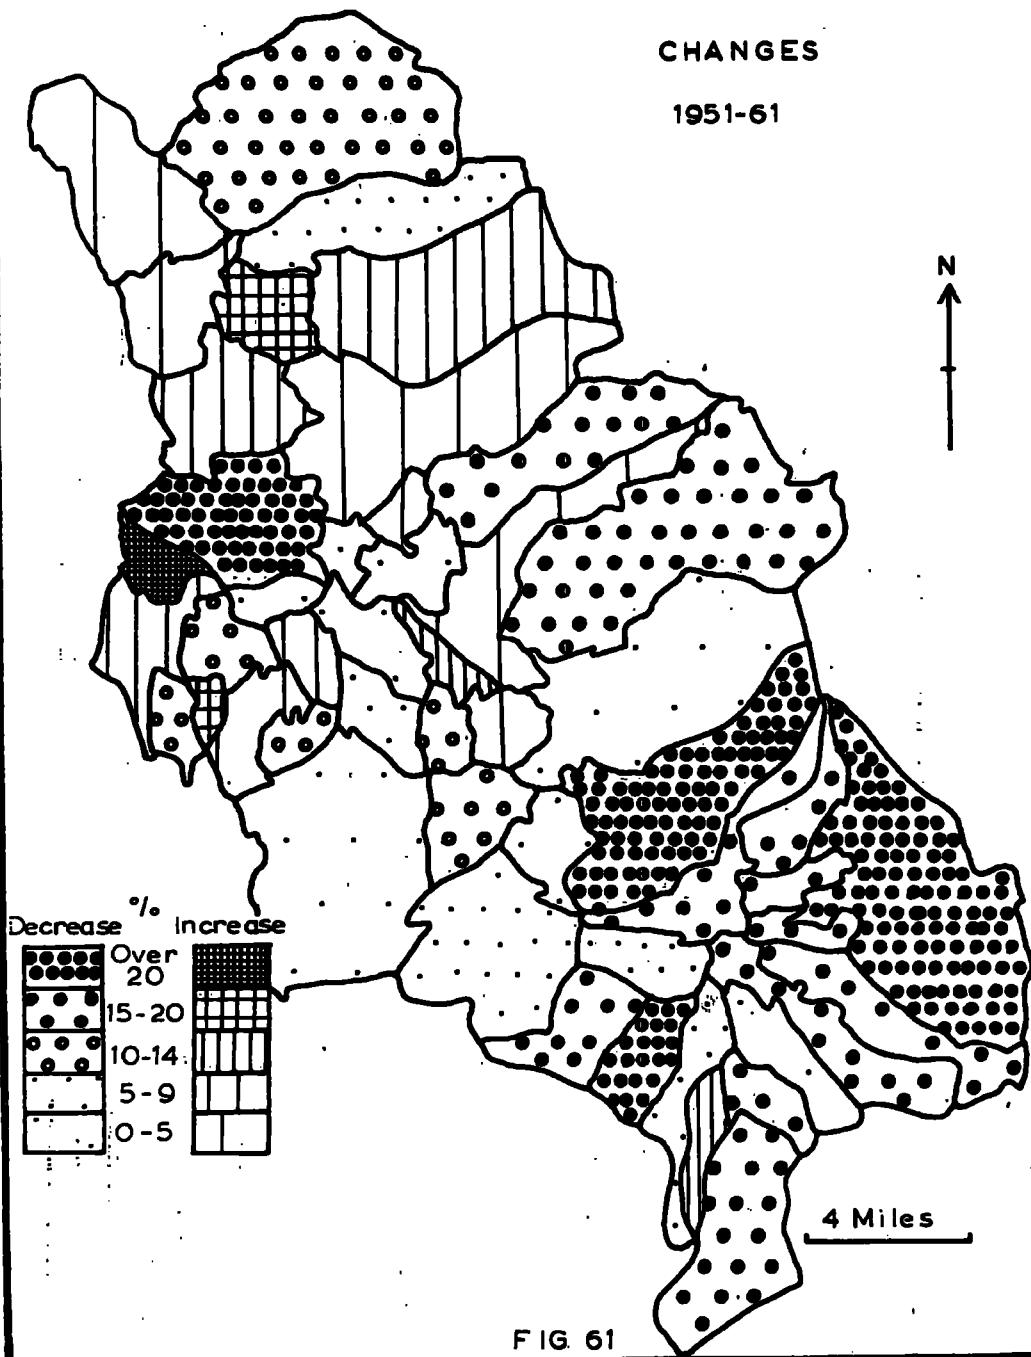 CHANGES
1951-61
N
%
Decrease Increase
Over
20
15-20
10-14
5-9
0-5
4 Miles
FIG. 61